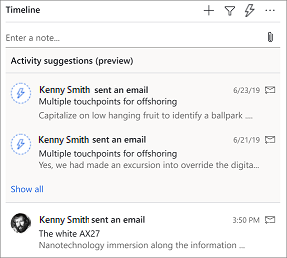 Timeline
Enter a note...
Activity suggestions (preview)
Kenny Smith sent an email
6/23/19
Multiple touchpoints for offshoring
Capitalize on low hanging fruit to identify a ballpark ...
Kenny Smith sent an email
6/21/19
Multiple touchpoints for offshoring
Yes, we had made an excursion into override the digita...
Show all
Kenny Smith sent an email
3:50 PM
The white AX27
Nanotechnology immersion along the information ...